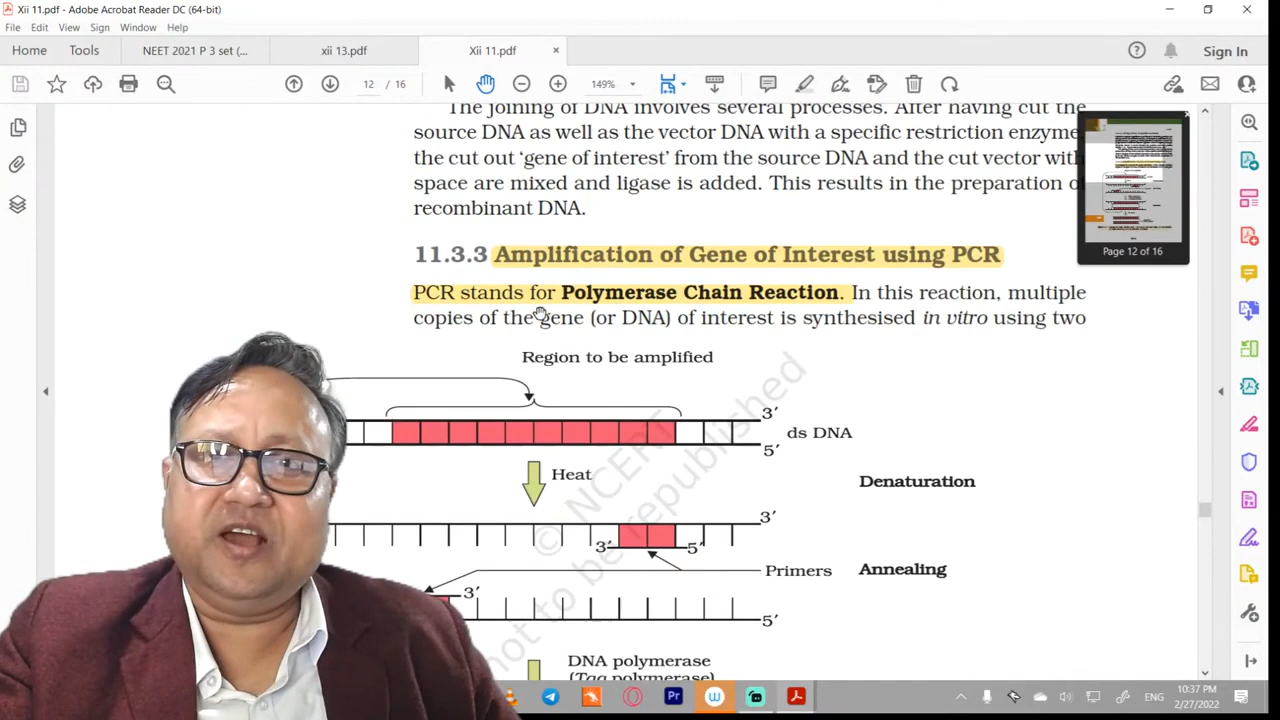 Xii 11.pdf - Adobe Acrobat Reader DC (64-bit)
File Edit View Sign Window Help
Home Tools NEET 2021 P 3 set (... xii 13.pdf Xii 11.pdf × Sign In
12 / 16 149%
The joining of DNA involves several processes. After having cut the
source DNA as well as the vector DNA with a specific restriction enzyme,
the cut out ‘gene of interest’ from the source DNA and the cut vector with
space are mixed and ligase is added. This results in the preparation of
recombinant DNA.
Page 12 of 16
11.3.3 Amplification of Gene of Interest using PCR
PCR stands for Polymerase Chain Reaction. In this reaction, multiple
copies of the gene (or DNA) of interest is synthesised in vitro using two
Region to be amplified
3′
ds DNA
5′
Heat
Denaturation
3′
3′ 5′
Primers Annealing
3′
5′
DNA polymerase
(Taq polymerase)
© NCERT
not to be republished
ENG
10:37 PM
2/27/2022